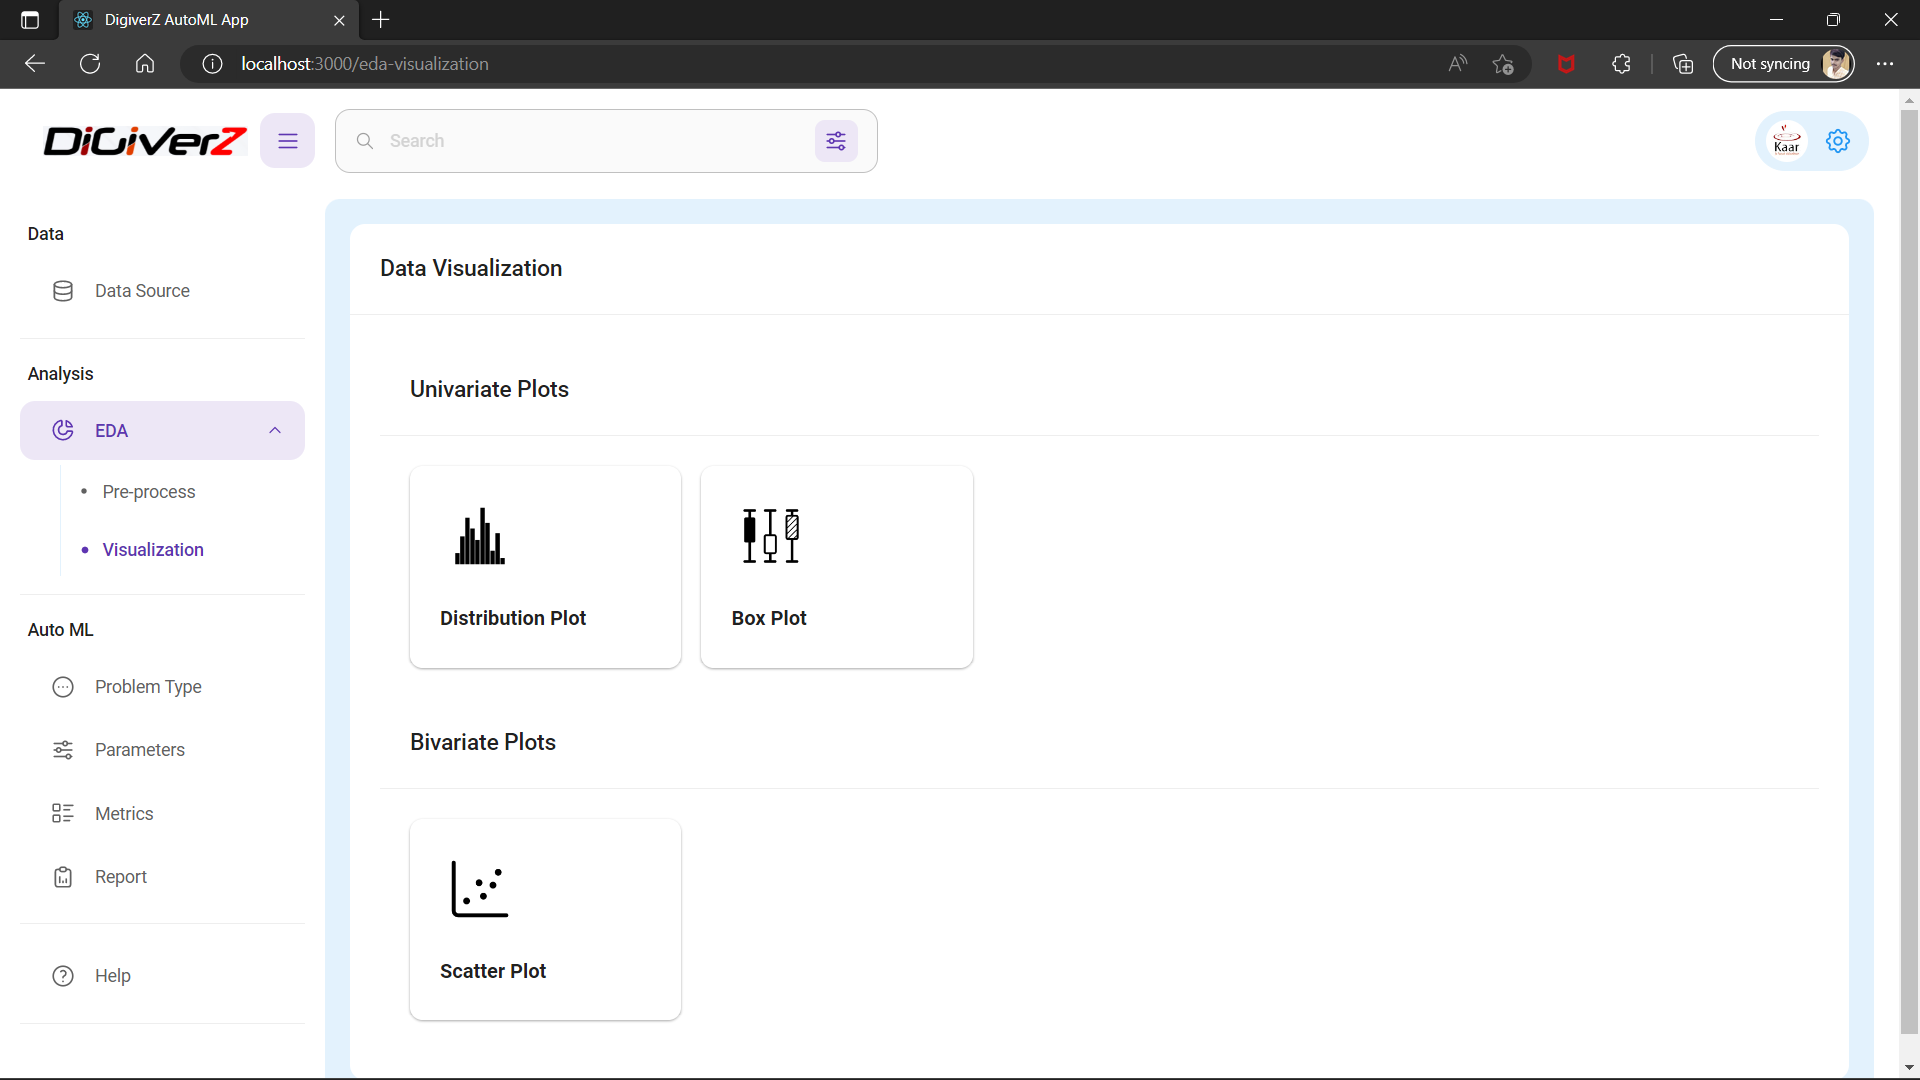 DigiverZ AutoML App
localhost:3000/eda-visualization
Not syncing
DiGiverZ
Search
Kaar
Data
Data Source
Analysis
EDA
Pre-process
Visualization
Auto ML
Problem Type
Parameters
Metrics
Report
Help
Data Visualization
Univariate Plots
Distribution Plot
Box Plot
Bivariate Plots
Scatter Plot